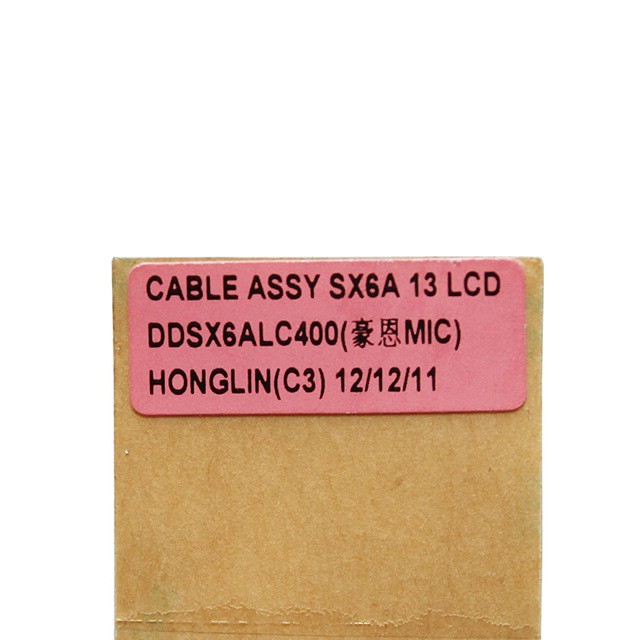 CABLE ASSY SX6A 13 LCD
DDSX6ALC400(豪恩MIC)
HONGLIN(C3) 12/12/11